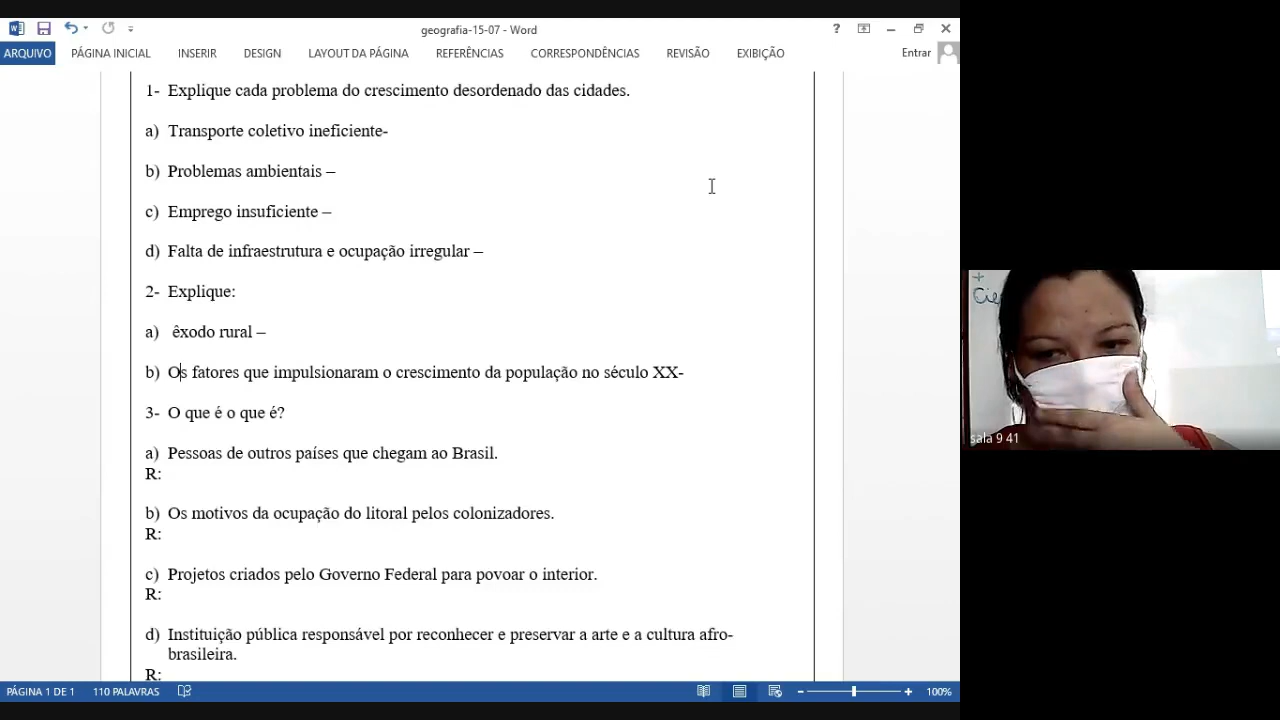 geografia-15-07 - Word
?
ARQUIVO PÁGINA INICIAL INSERIR DESIGN LAYOUT DA PÁGINA REFERÊNCIAS CORRESPONDÊNCIAS REVISÃO EXIBIÇÃO Entrar
1- Explique cada problema do crescimento desordenado das cidades.
a) Transporte coletivo ineficiente-
b) Problemas ambientais –
c) Emprego insuficiente –
d) Falta de infraestrutura e ocupação irregular –
2- Explique:
a) êxodo rural –
b) Os fatores que impulsionaram o crescimento da população no século XX-
3- O que é o que é?
a) Pessoas de outros países que chegam ao Brasil.
R:
b) Os motivos da ocupação do litoral pelos colonizadores.
R:
c) Projetos criados pelo Governo Federal para povoar o interior.
R:
d) Instituição pública responsável por reconhecer e preservar a arte e a cultura afro-
brasileira.
R:
PÁGINA 1 DE 1 110 PALAVRAS 100%
sala 9 41